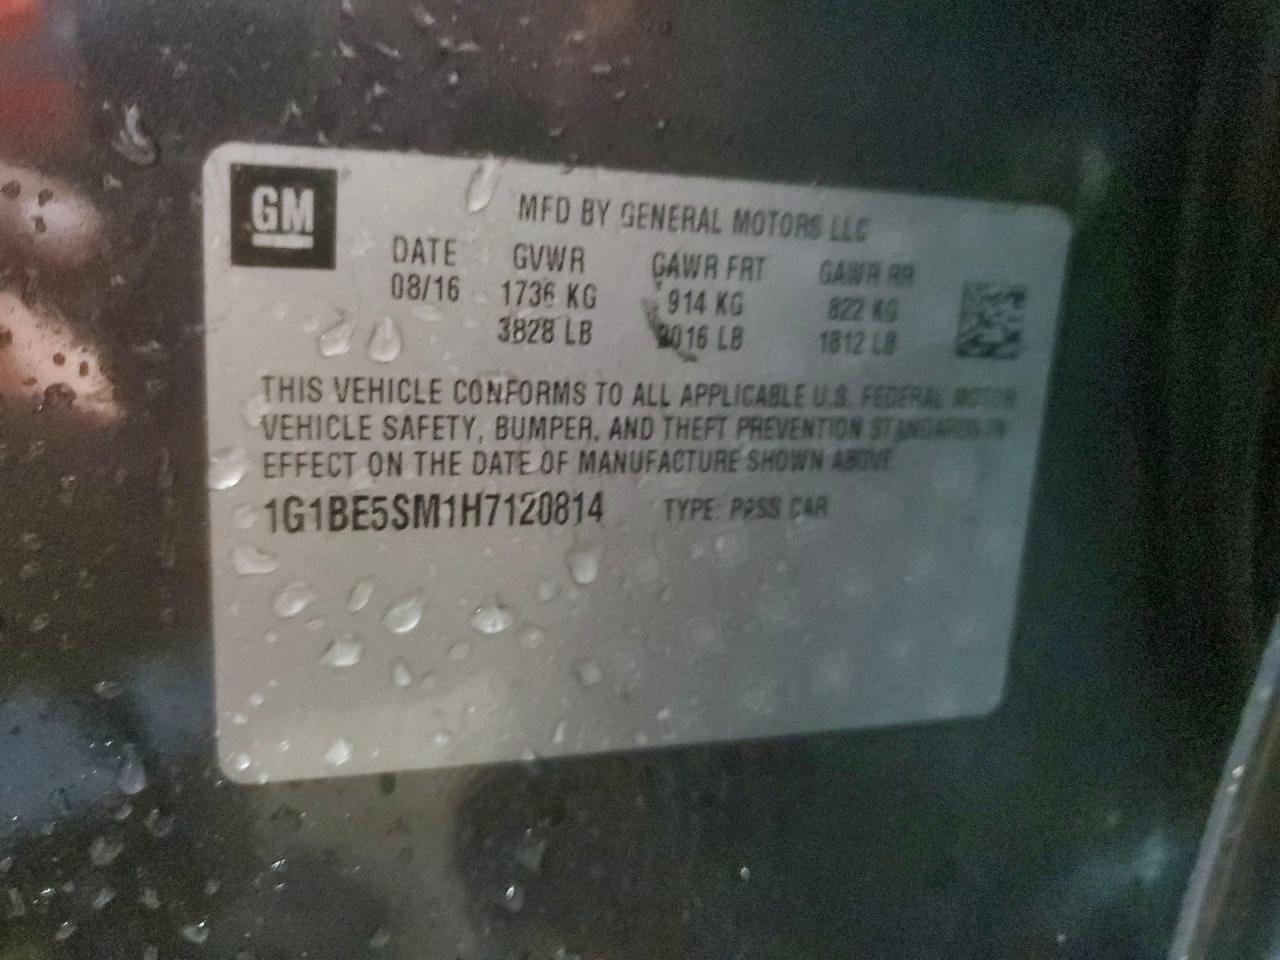 GM
MFD BY GENERAL MOTORS LLC
DATE GVWR GAWR FRT GAWR RR
08/16 1736 KG 914 KG 822 KG
3828 LB 2016 LB 1812 LB
THIS VEHICLE CONFORMS TO ALL APPLICABLE U.S. FEDERAL MOTOR
VEHICLE SAFETY, BUMPER, AND THEFT PREVENTION STANDARDS IN
EFFECT ON THE DATE OF MANUFACTURE SHOWN ABOVE
1G1BE5SM1H7120814 TYPE: PASS CAR